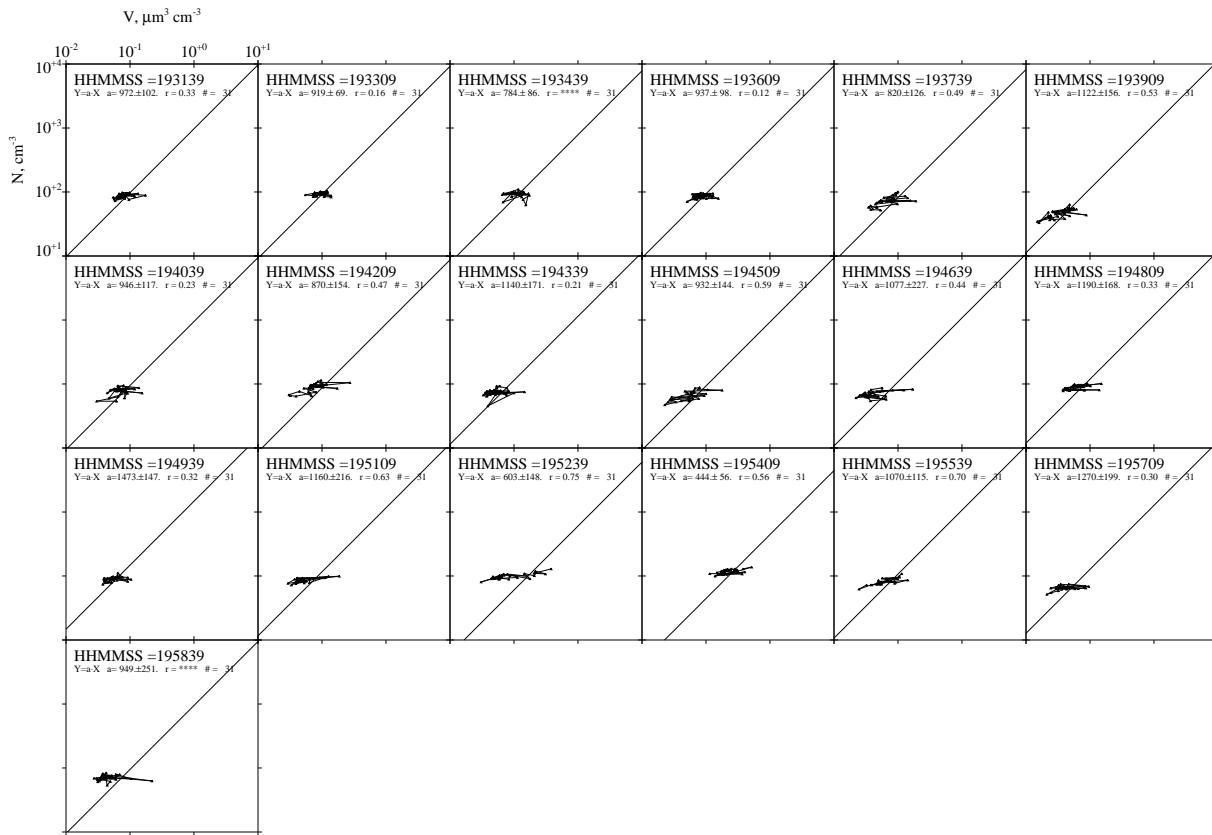 V, μm³ cm⁻³
10⁻² 10⁻¹ 10⁺⁰ 10⁺¹
N, cm⁻³
10⁺⁴
10⁺³
10⁺²
10⁺¹
HHMMSS =193139
Y=a·X a= 972.±102. r = 0.33 # = 31
HHMMSS =193309
Y=a·X a= 919.± 69. r = 0.16 # = 31
HHMMSS =193439
Y=a·X a= 784.± 86. r = **** # = 31
HHMMSS =193609
Y=a·X a= 937.± 98. r = 0.12 # = 31
HHMMSS =193739
Y=a·X a= 820.±126. r = 0.49 # = 31
HHMMSS =193909
Y=a·X a=1122.±156. r = 0.53 # = 31
HHMMSS =194039
Y=a·X a= 946.±117. r = 0.23 # = 31
HHMMSS =194209
Y=a·X a= 870.±154. r = 0.47 # = 31
HHMMSS =194339
Y=a·X a=1140.±171. r = 0.21 # = 31
HHMMSS =194509
Y=a·X a= 932.±144. r = 0.59 # = 31
HHMMSS =194639
Y=a·X a=1077.±227. r = 0.44 # = 31
HHMMSS =194809
Y=a·X a=1190.±168. r = 0.33 # = 31
HHMMSS =194939
Y=a·X a=1473.±147. r = 0.32 # = 31
HHMMSS =195109
Y=a·X a=1160.±216. r = 0.63 # = 31
HHMMSS =195239
Y=a·X a= 603.±148. r = 0.75 # = 31
HHMMSS =195409
Y=a·X a= 444.± 56. r = 0.56 # = 31
HHMMSS =195539
Y=a·X a=1070.±115. r = 0.70 # = 31
HHMMSS =195709
Y=a·X a=1270.±199. r = 0.30 # = 31
HHMMSS =195839
Y=a·X a= 949.±251. r = **** # = 31